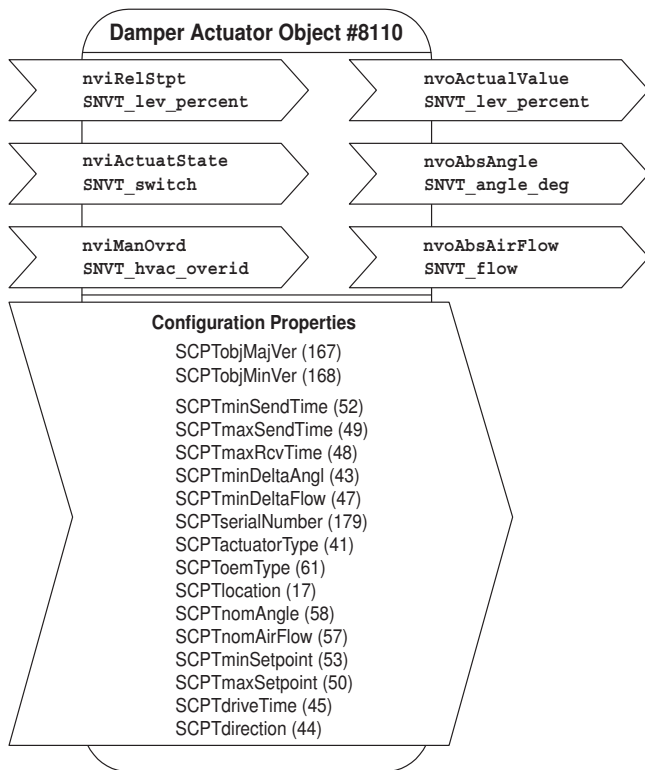 Damper Actuator Object #8110
nviRelStpt
SNVT_lev_percent
nvoActualValue
SNVT_lev_percent
nviActuatState
SNVT_switch
nvoAbsAngle
SNVT_angle_deg
nviManOvrd
SNVT_hvac_overid
nvoAbsAirFlow
SNVT_flow
Configuration Properties
SCPTobjMajVer (167)
SCPTobjMinVer (168)
SCPTminSendTime (52)
SCPTmaxSendTime (49)
SCPTmaxRcvTime (48)
SCPTminDeltaAngl (43)
SCPTminDeltaFlow (47)
SCPTserialNumber (179)
SCPTactuatorType (41)
SCPToemType (61)
SCPTlocation (17)
SCPTnomAngle (58)
SCPTnomAirFlow (57)
SCPTminSetpoint (53)
SCPTmaxSetpoint (50)
SCPTdriveTime (45)
SCPTdirection (44)